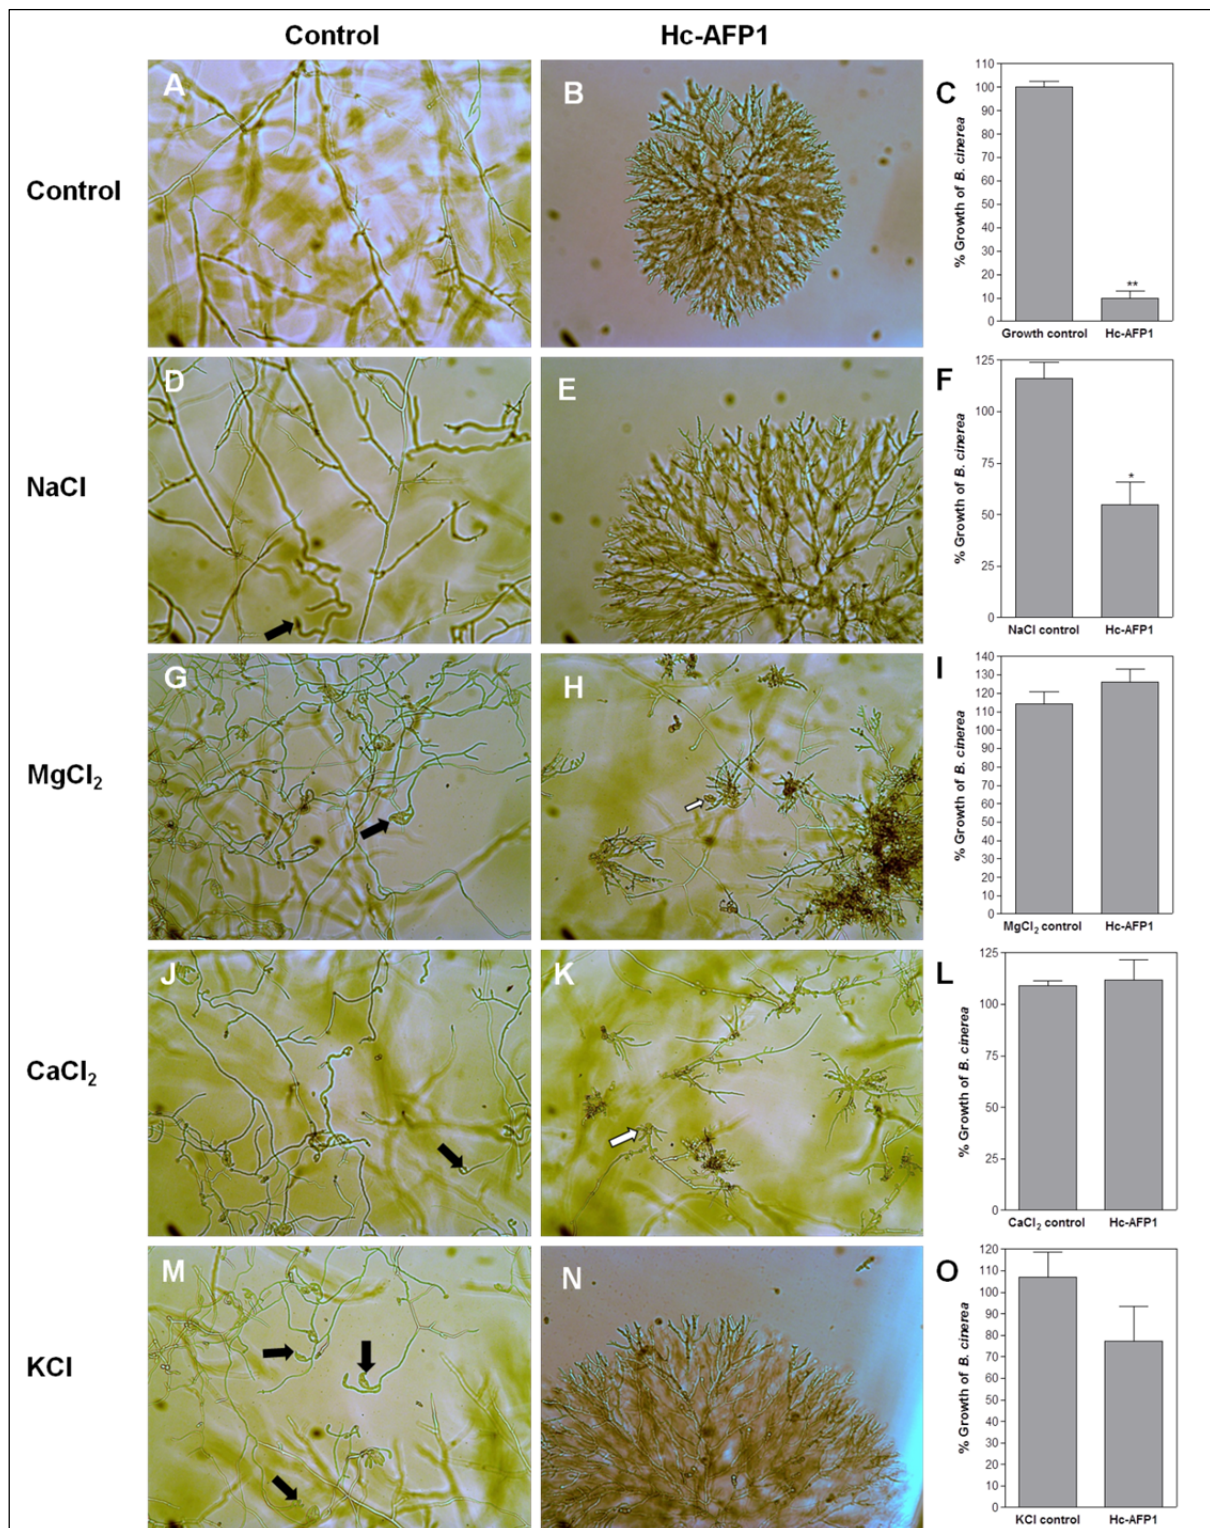 Control Hc-AFP1
Control
A
B
C
% Growth of B. cinerea
110
100
90
80
70
60
50
40
30
20
10
0
**
Growth control Hc-AFP1
NaCl
D
E
F
% Growth of B. cinerea
125
100
75
50
25
0
*
NaCl control Hc-AFP1
MgCl₂
G
H
I
% Growth of B. cinerea
140
130
120
110
100
90
80
70
60
50
40
30
20
10
0
MgCl₂ control Hc-AFP1
CaCl₂
J
K
L
% Growth of B. cinerea
125
100
75
50
25
0
CaCl₂ control Hc-AFP1
KCl
M
N
O
% Growth of B. cinerea
120
110
100
90
80
70
60
50
40
30
20
10
0
KCl control Hc-AFP1